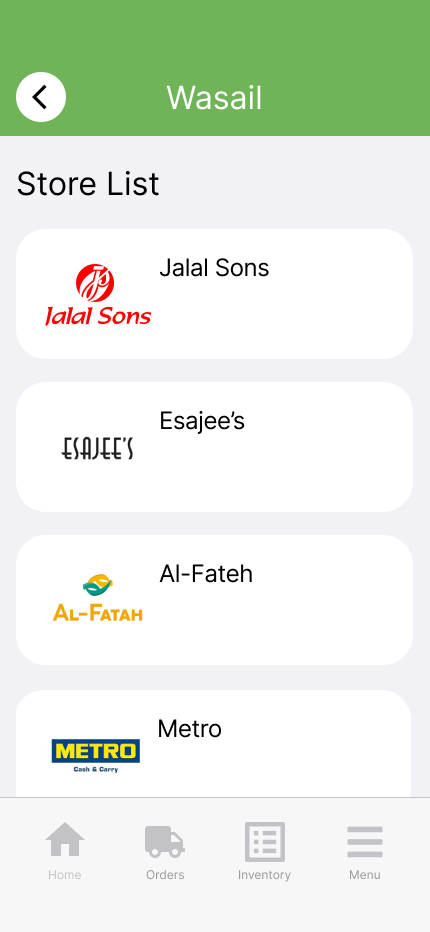 Wasail
Store List
Jalal Sons
Jalal Sons
Esajee’s
ESAJEE'S
Al-Fateh
AL-FATAH
Metro
METRO
Cash & Carry
Home
Orders
Inventory
Menu